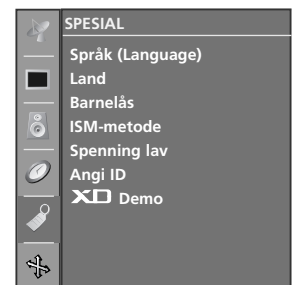 SPESIAL
Språk (Language)
Land
Barnelås
ISM-metode
Spenning lav
Angi ID
XD Demo